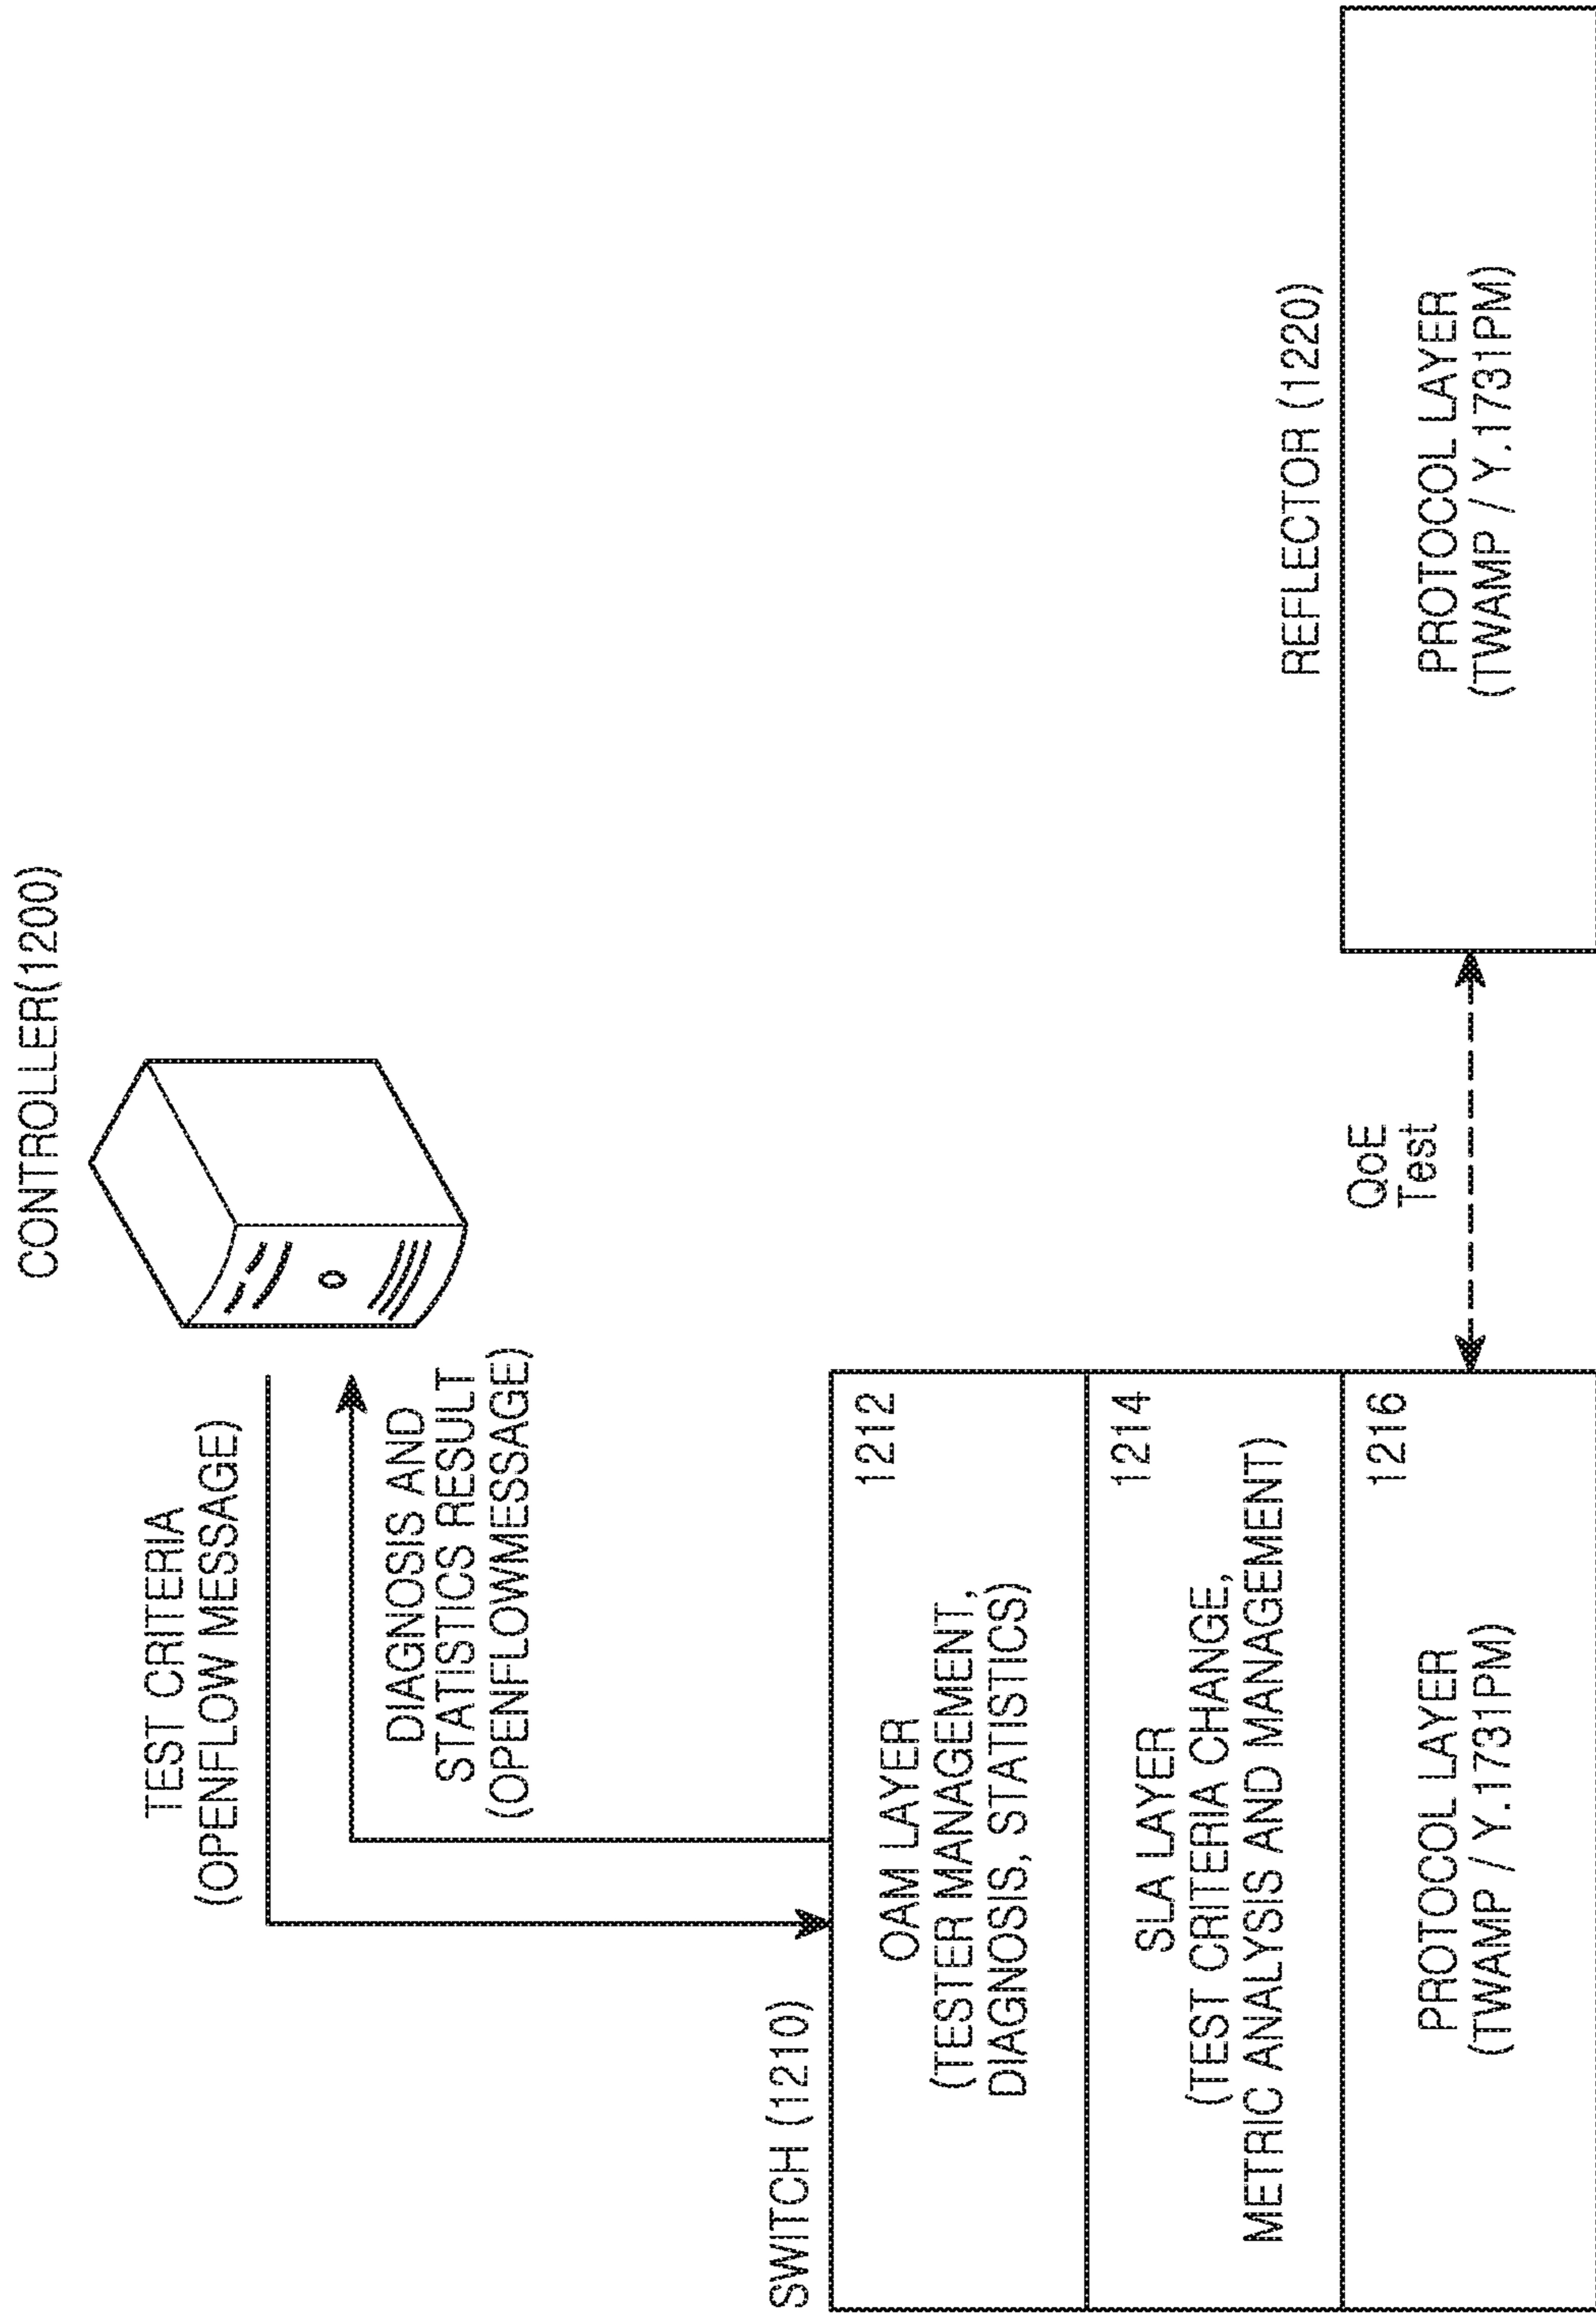 CONTROLLER(1200)
TEST CRITERIA
(OPENFLOW MESSAGE)
DIAGNOSIS AND
STATISTICS RESULT
(OPENFLOWMESSAGE)
SWITCH (1210)
1212
OAM LAYER
(TESTER MANAGEMENT,
DIAGNOSIS, STATISTICS)
1214
SLA LAYER
(TEST CRITERIA CHANGE,
METRIC ANALYSIS AND MANAGEMENT)
1216
PROTOCOL LAYER
(TWAMP / Y.1731PM)
QoE
Test
REFLECTOR (1220)
PROTOCOL LAYER
(TWAMP / Y.1731PM)